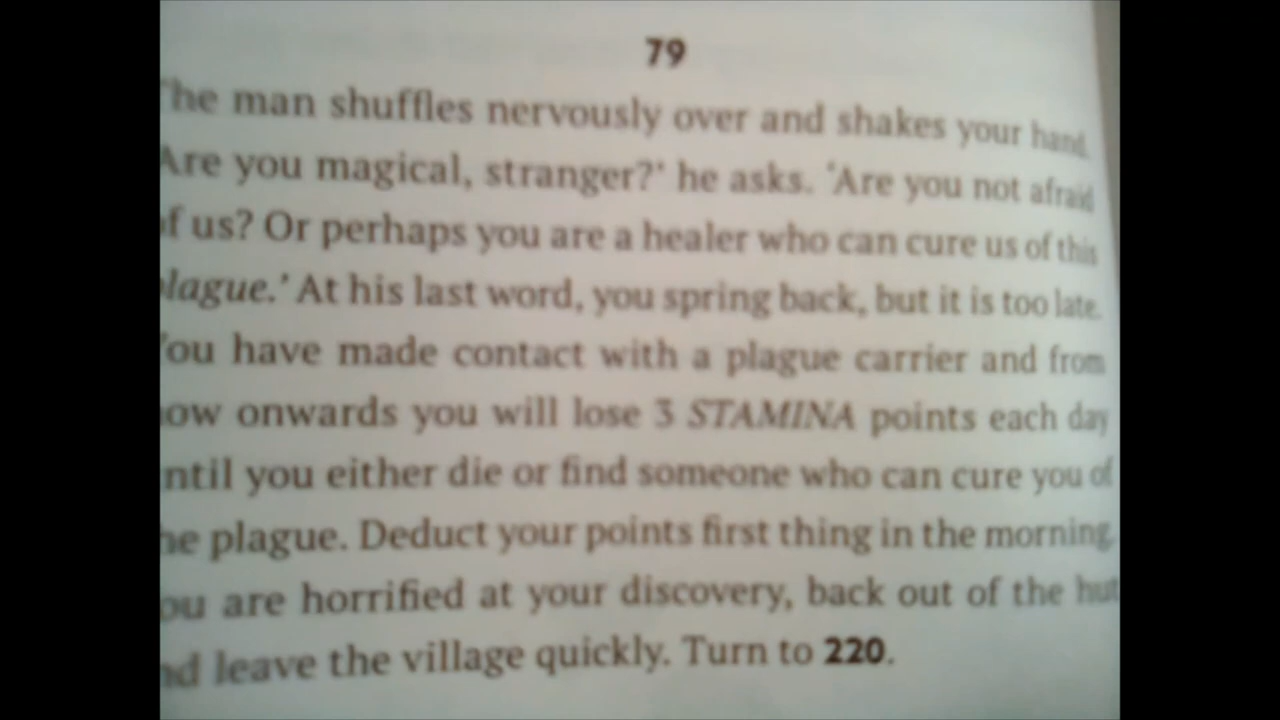 79
The man shuffles nervously over and shakes your hand.
Are you magical, stranger?' he asks. 'Are you not afraid
of us? Or perhaps you are a healer who can cure us of this
plague.' At his last word, you spring back, but it is too late.
You have made contact with a plague carrier and from
now onwards you will lose 3 STAMINA points each day
until you either die or find someone who can cure you of
the plague. Deduct your points first thing in the morning.
You are horrified at your discovery, back out of the hut
and leave the village quickly. Turn to 220.